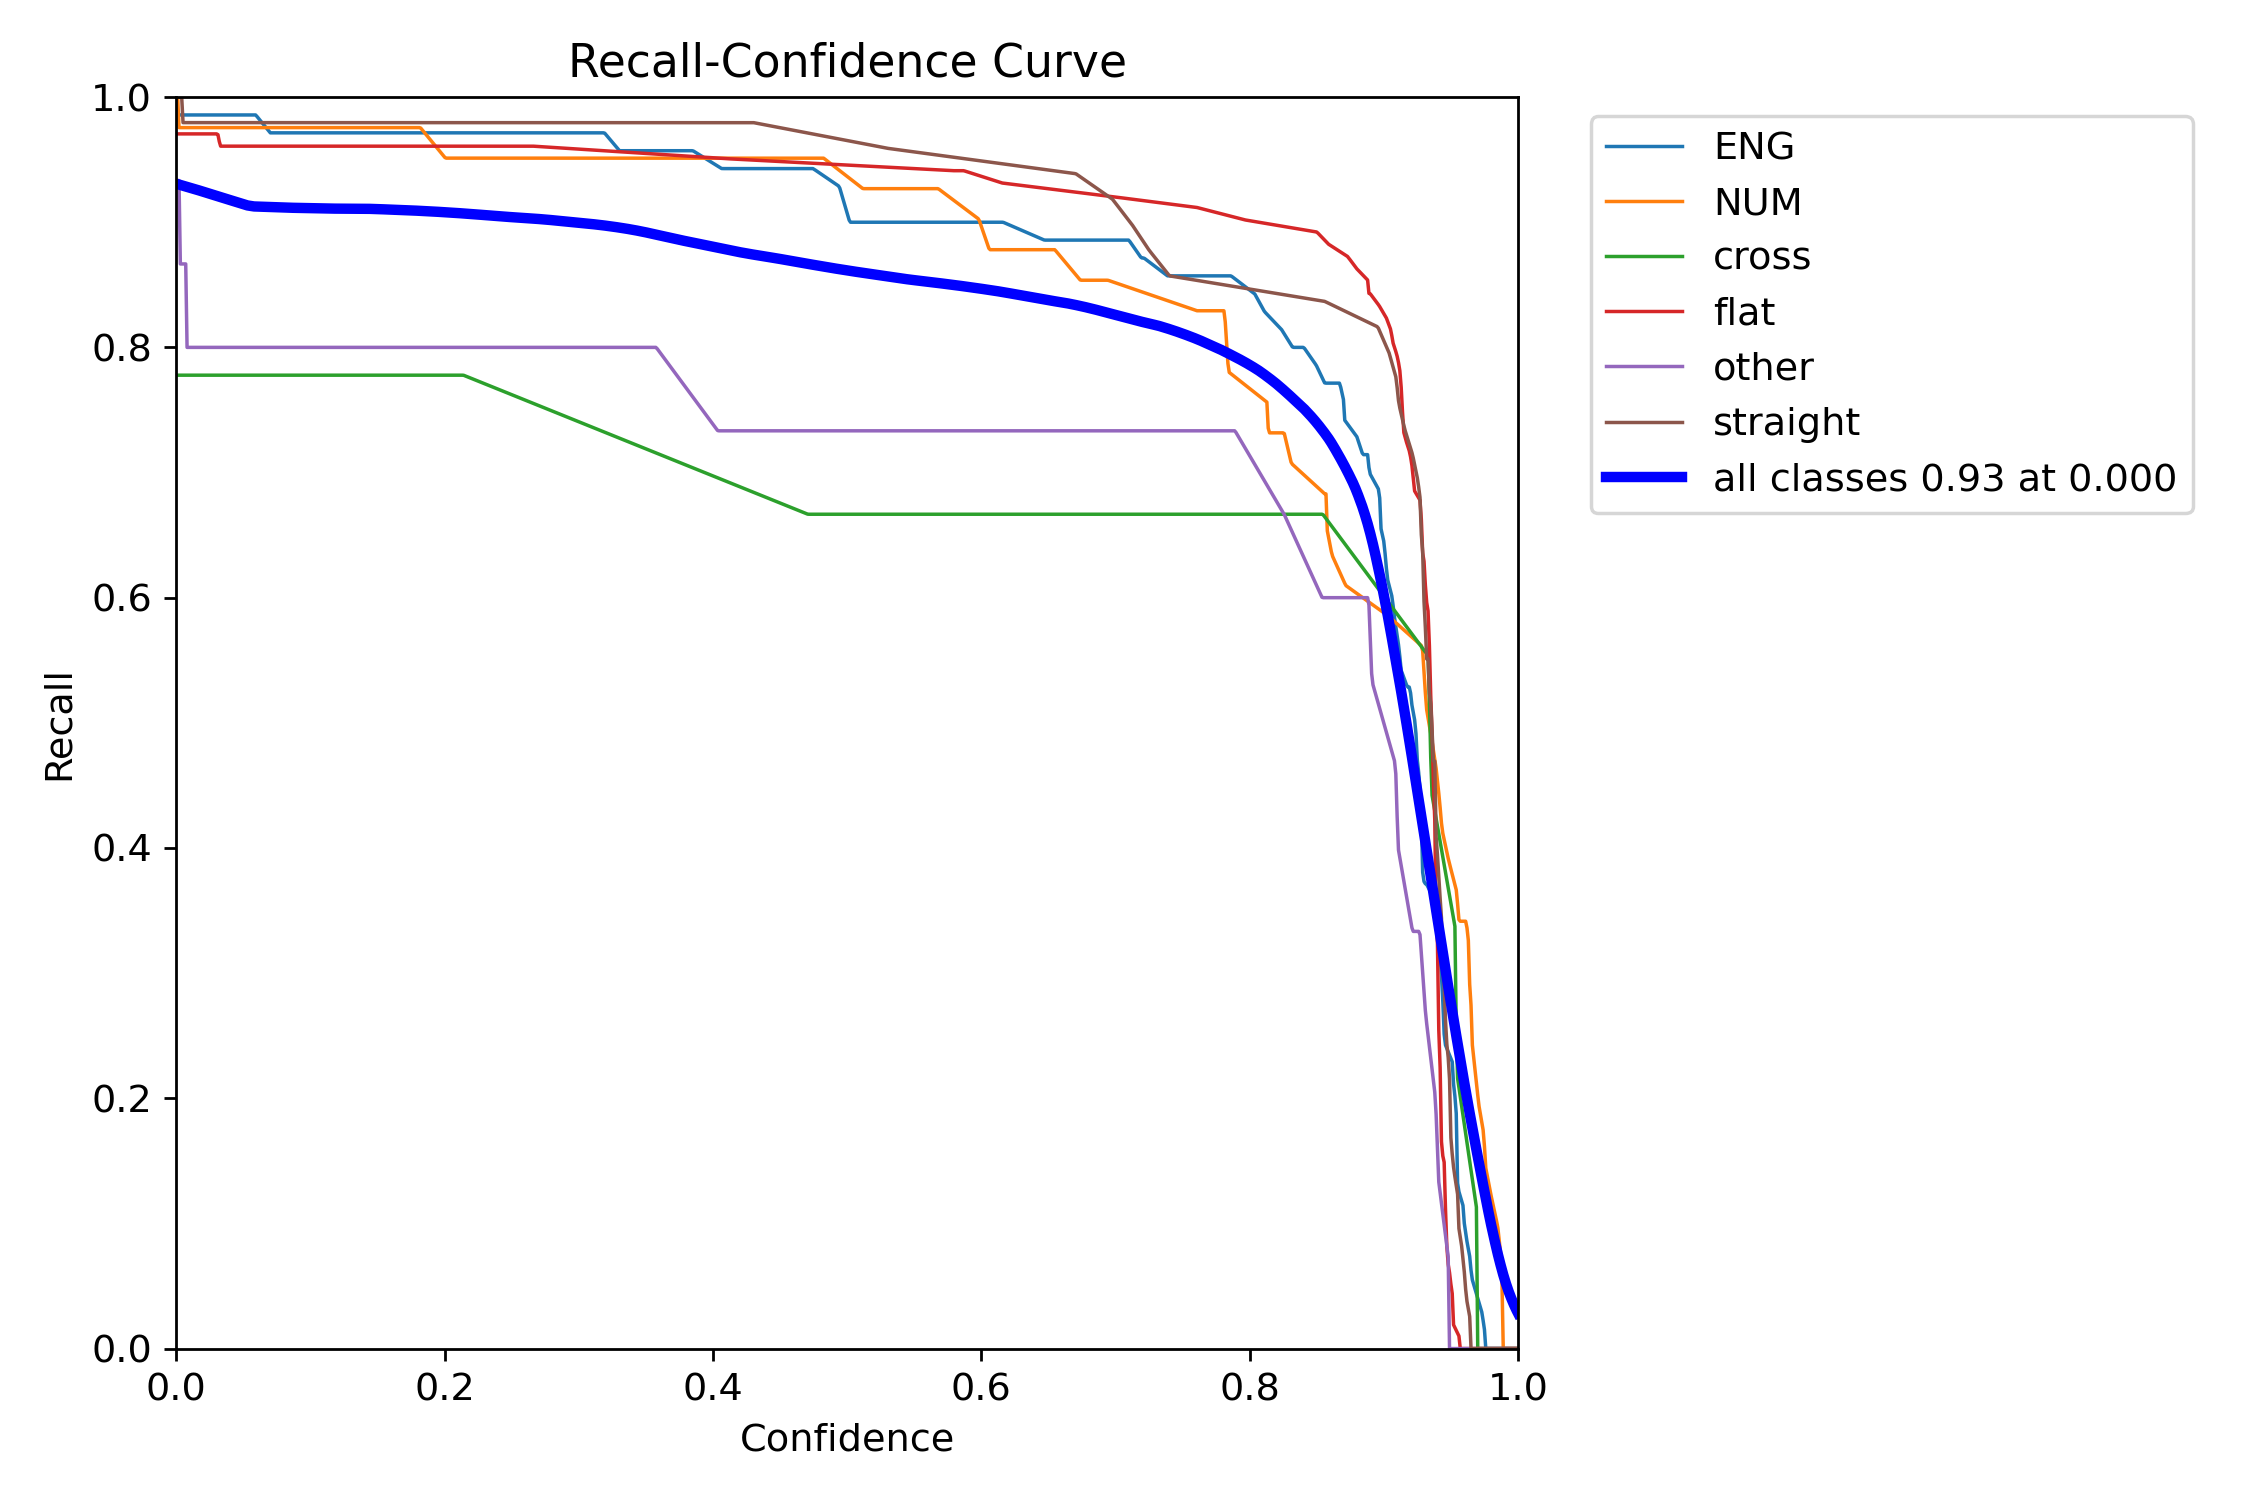 Recall-Confidence Curve
1.0
0.8
0.6
0.4
0.2
0.0
Recall
0.0 0.2 0.4 0.6 0.8 1.0
Confidence
ENG
NUM
cross
flat
other
straight
all classes 0.93 at 0.000